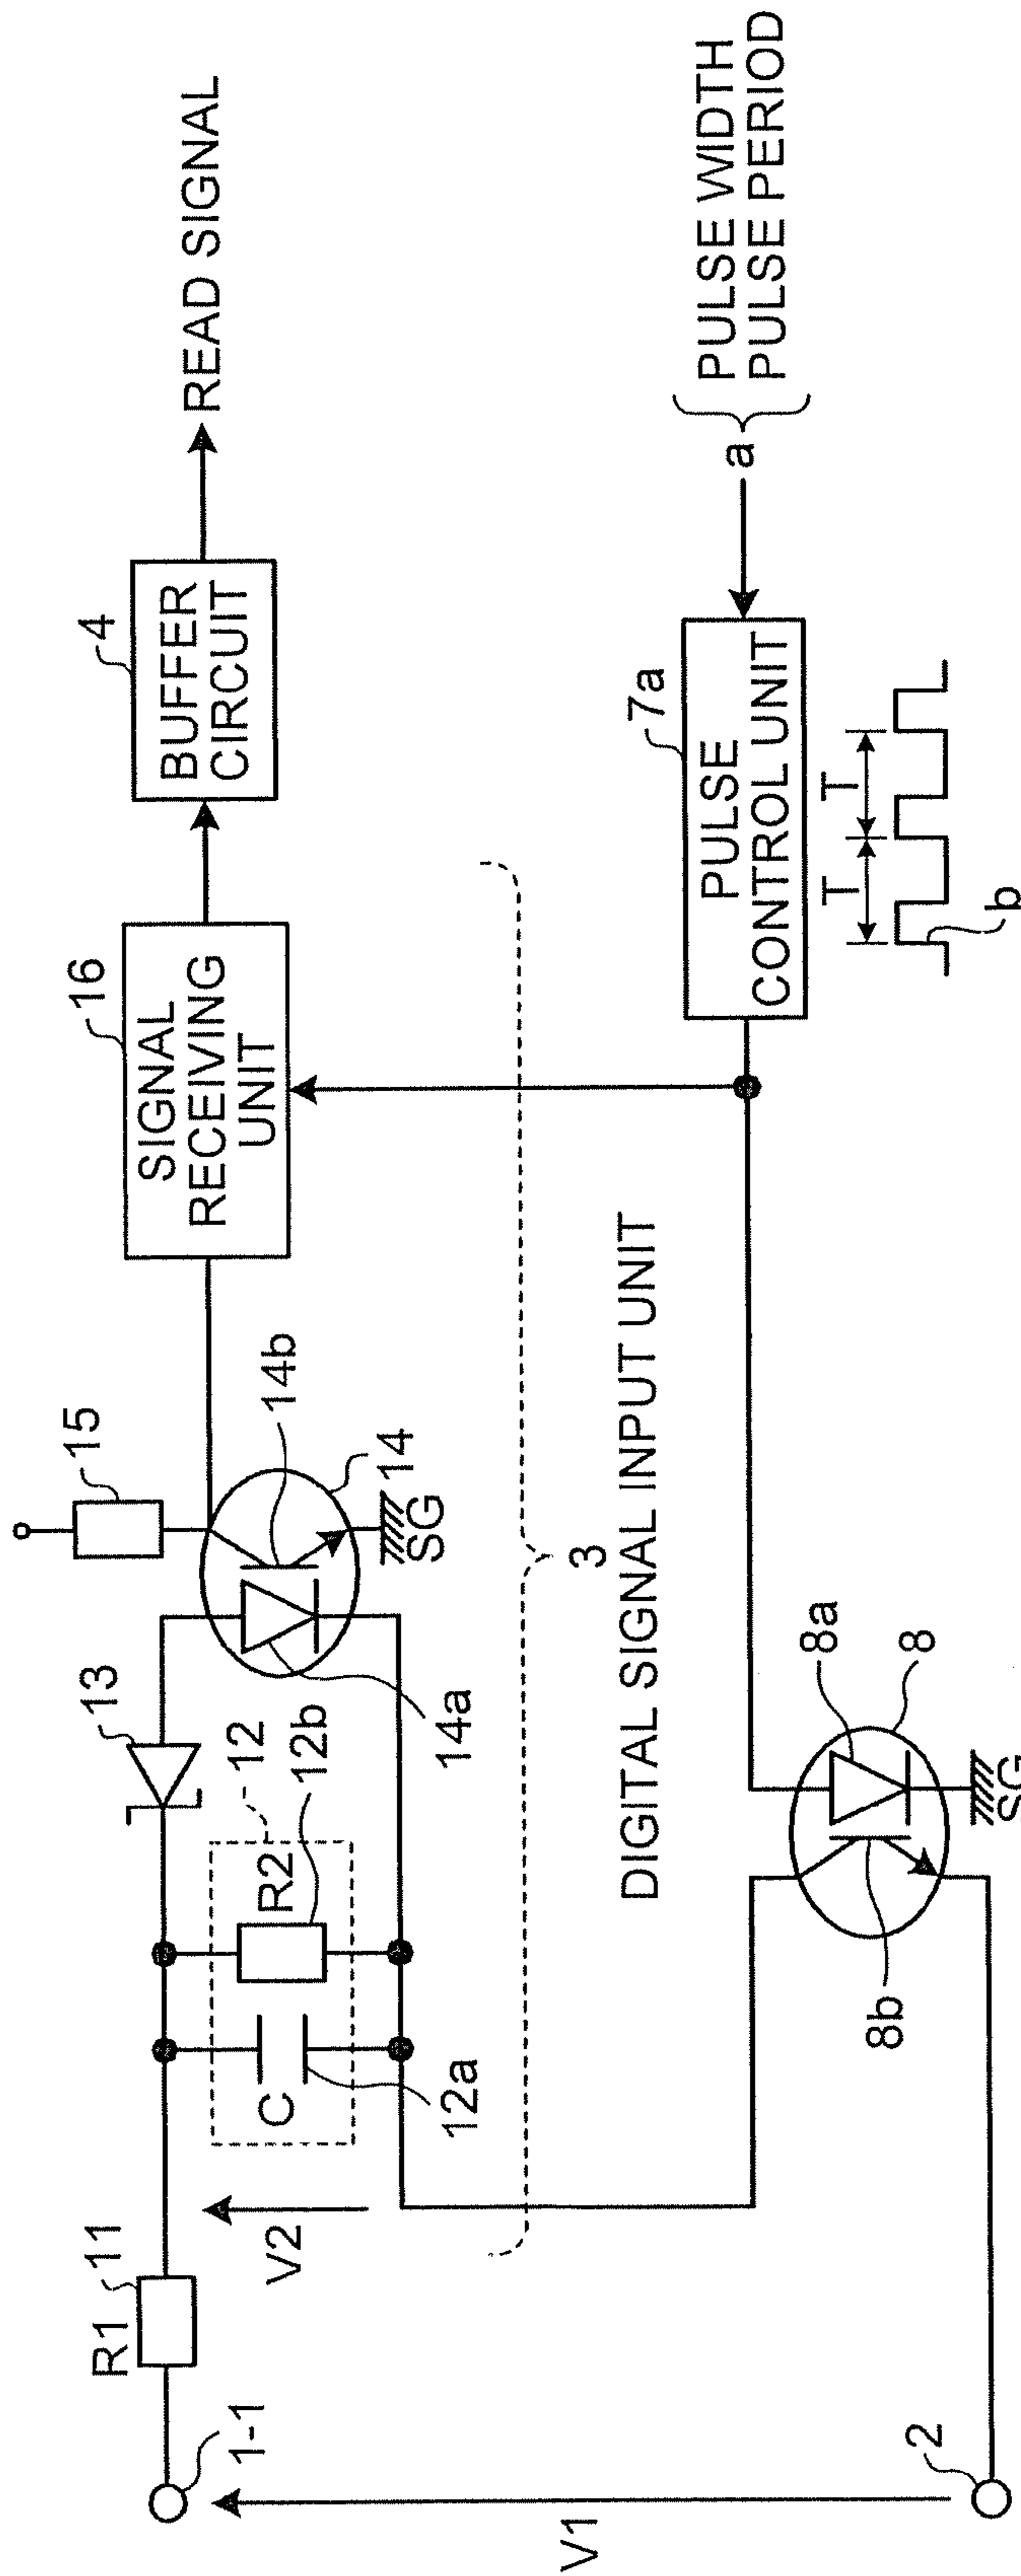 R1
11
1-1
V1
2
V2
C
12a
R2
12
12b
13
14a
14
14b
15
SG
SIGNAL
RECEIVING
UNIT
16
BUFFER
CIRCUIT
4
READ SIGNAL
3
DIGITAL SIGNAL INPUT UNIT
8b
8a
8
SG
PULSE
CONTROL UNIT
7a
T
T
b
a
PULSE WIDTH
PULSE PERIOD